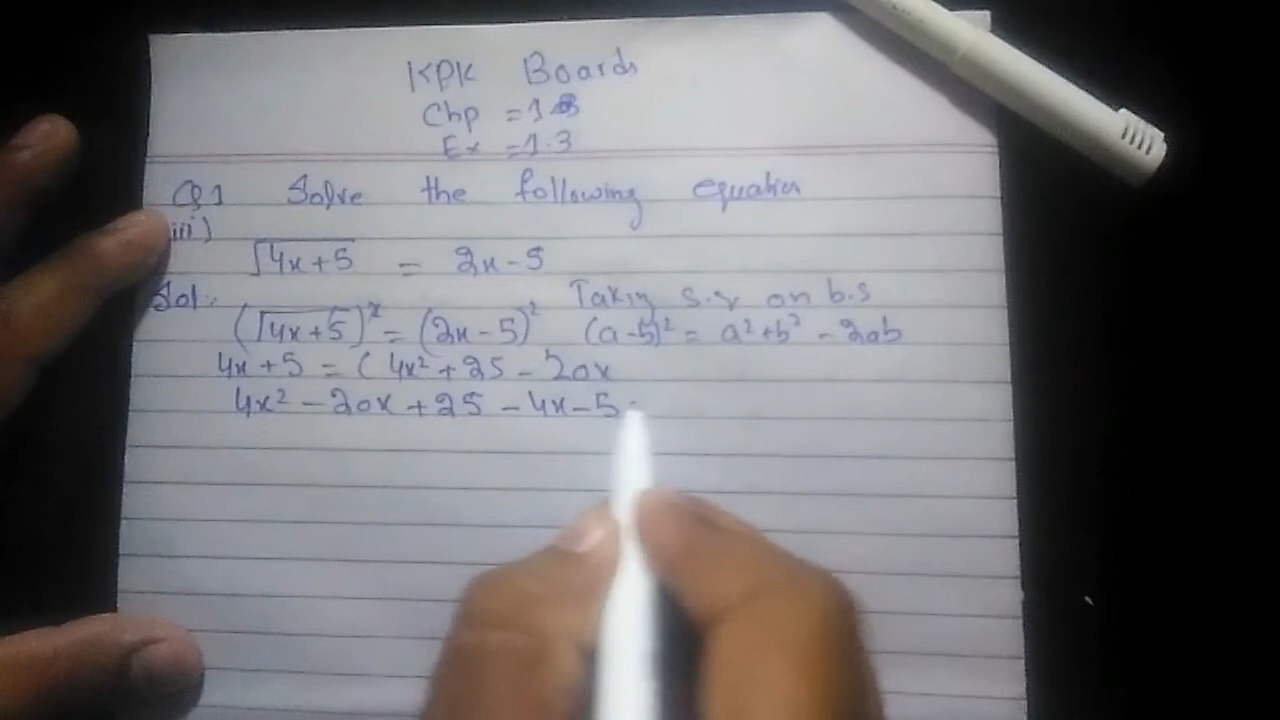 KPK Boards
Chp = 1
Ex = 1.3
Q1 Solve the following equation
iii)
√4x+5 = 2x-5
Sol:
Taking s.r on b.s
(√4x+5)² = (2x-5)² (a-b)² = a²+b²-2ab
4x+5 = (4x²+25-20x
4x²-20x+25-4x-5=